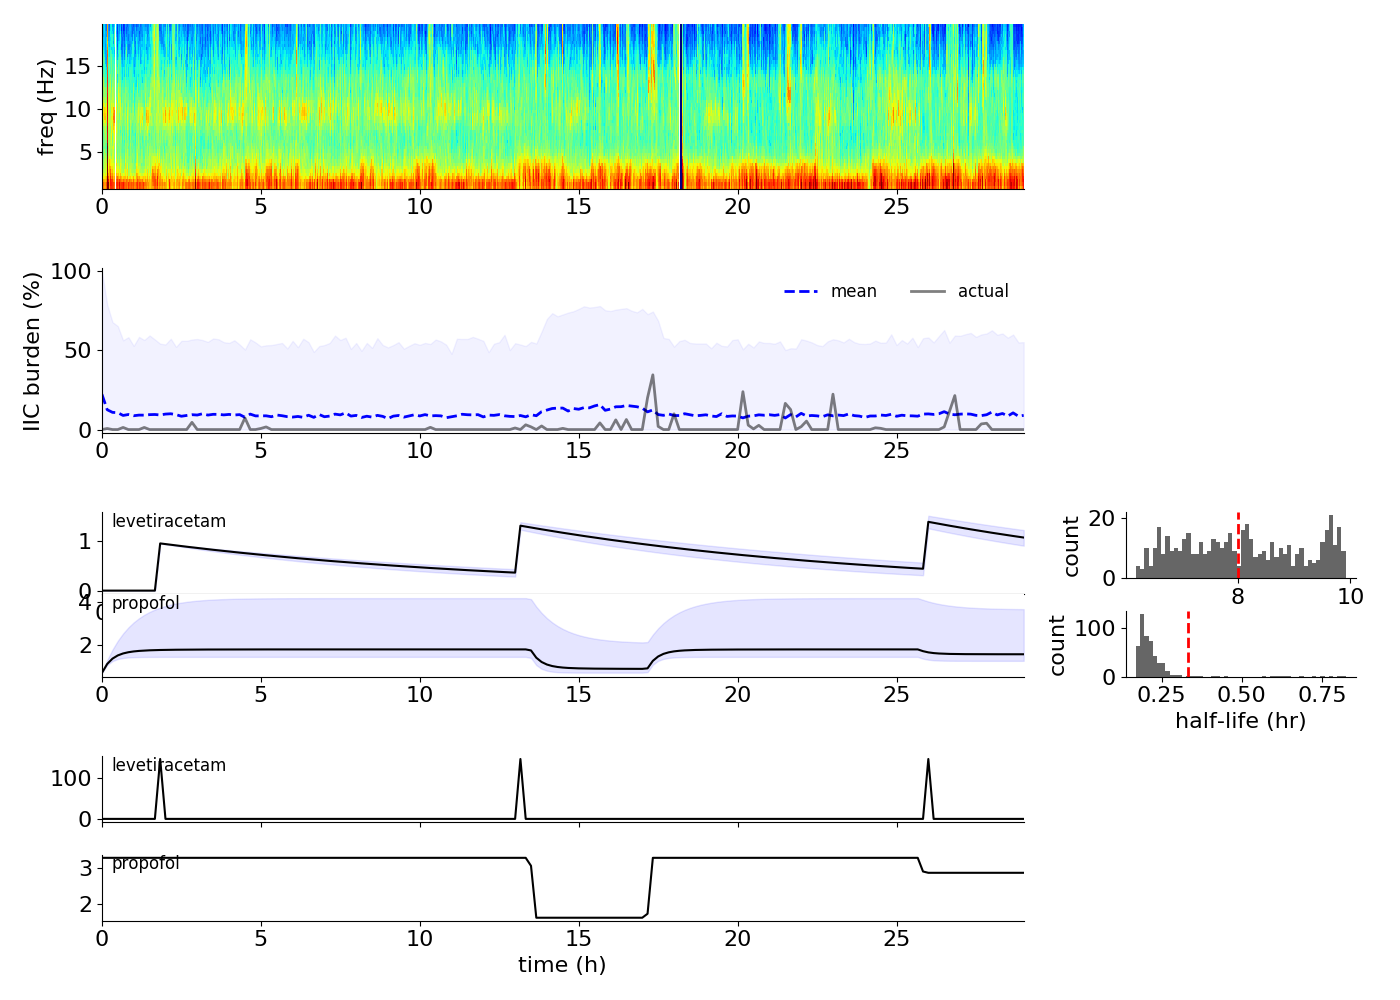 freq (Hz)
15
10
5
0 5 10 15 20 25
IIC burden (%)
100
50
0
mean actual
0 5 10 15 20 25
levetiracetam
1
0
propofol
4
2
0 5 10 15 20 25
count
20
0
8 10
count
100
0
0.25 0.50 0.75
half-life (hr)
levetiracetam
100
0
propofol
3
2
0 5 10 15 20 25
time (h)